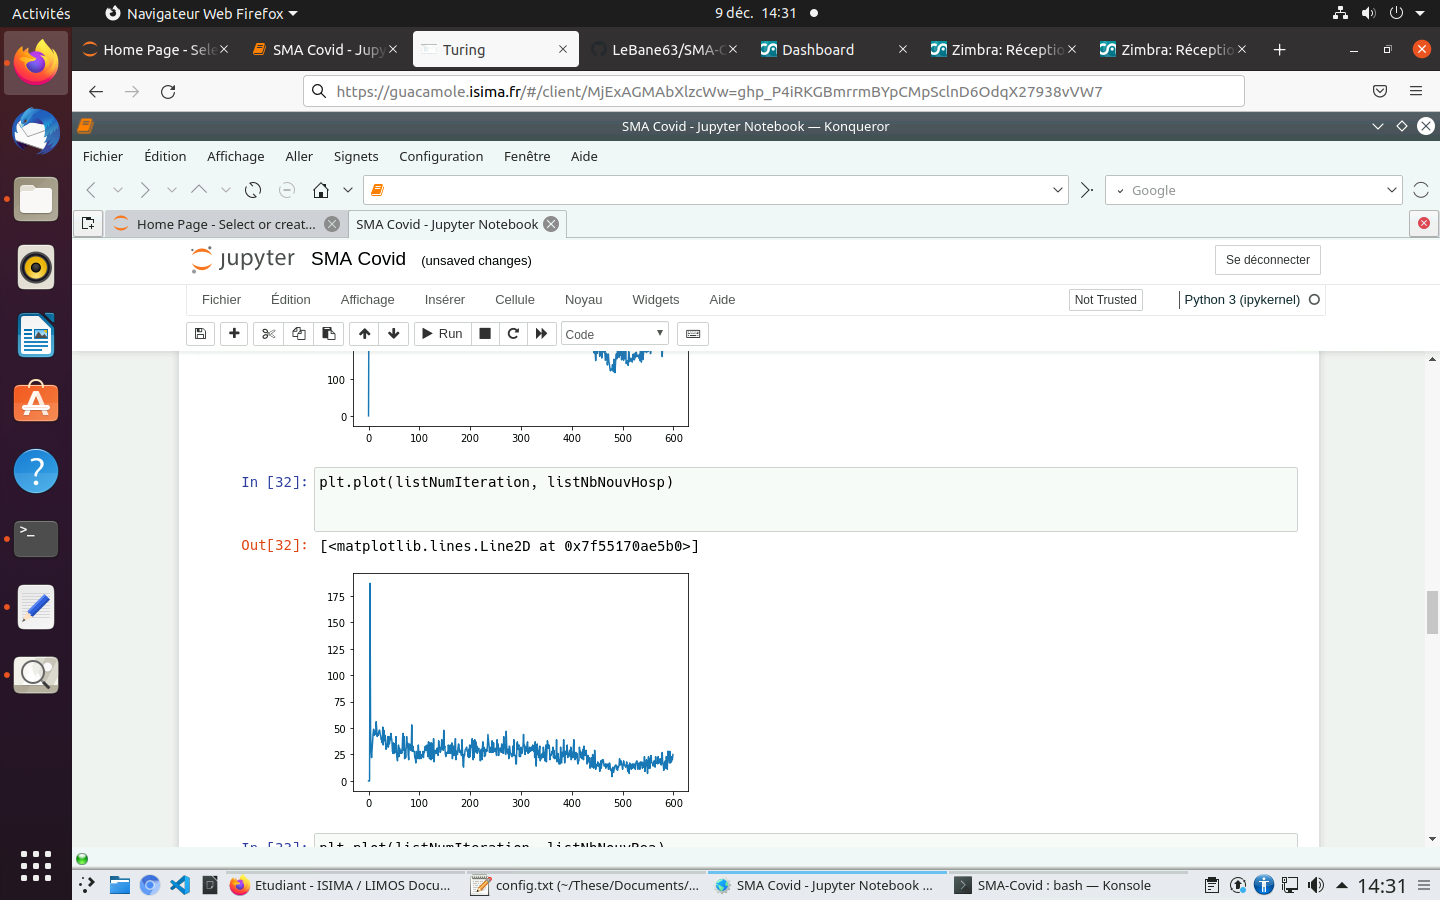 Activités
Navigateur Web Firefox
9 déc. 14:31
Home Page - Sele
SMA Covid - Jupy
Turing
LeBane63/SMA-C
Dashboard
Zimbra: Réceptio
Zimbra: Réceptio
https://guacamole.isima.fr/#/client/MjExAGMAbXlzcWw=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
SMA Covid - Jupyter Notebook — Konqueror
Fichier Édition Affichage Aller Signets Configuration Fenêtre Aide
Google
Home Page - Select or creat...
SMA Covid - Jupyter Notebook
jupyter SMA Covid (unsaved changes)
Se déconnecter
Fichier Édition Affichage Insérer Cellule Noyau Widgets Aide
Not Trusted
Python 3 (ipykernel)
Run
Code
100
0
0 100 200 300 400 500 600
In [32]: plt.plot(listNumIteration, listNbNouvHosp)
Out[32]: [<matplotlib.lines.Line2D at 0x7f55170ae5b0>]
175
150
125
100
75
50
25
0
0 100 200 300 400 500 600
In [33]: plt.plot(listNumIteration, listNbNouvRea)
Etudiant - ISIMA / LIMOS Docu...
config.txt (~/These/Documents/...
SMA Covid - Jupyter Notebook ...
SMA-Covid : bash — Konsole
14:31